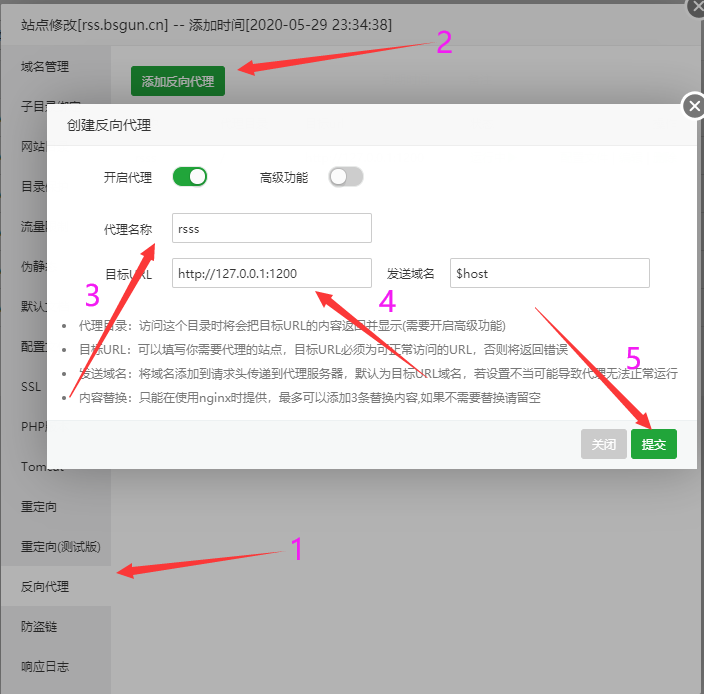 站点修改[rss.bsgun.cn] -- 添加时间[2020-05-29 23:34:38]
域名管理
添加反向代理
2
子目录绑定
创建反向代理
网站
开启代理
高级功能
目录
流量
代理名称
rsss
伪静
目标URL
http://127.0.0.1:1200
发送域名
$host
3
4
默认
代理目录：访问这个目录时将会把目标URL的内容返回并显示(需要开启高级功能)
配置
目标URL：可以填写你需要代理的站点，目标URL必须为可正常访问的URL，否则将返回错误
5
发送域名：将域名添加到请求头传递到代理服务器，默认为目标URL域名，若设置不当可能导致代理无法正常运行
SSL
内容替换：只能在使用nginx时提供，最多可以添加3条替换内容,如果不需要替换请留空
PHP
关闭
提交
Tomcat
重定向
重定向(测试版)
1
反向代理
防盗链
响应日志